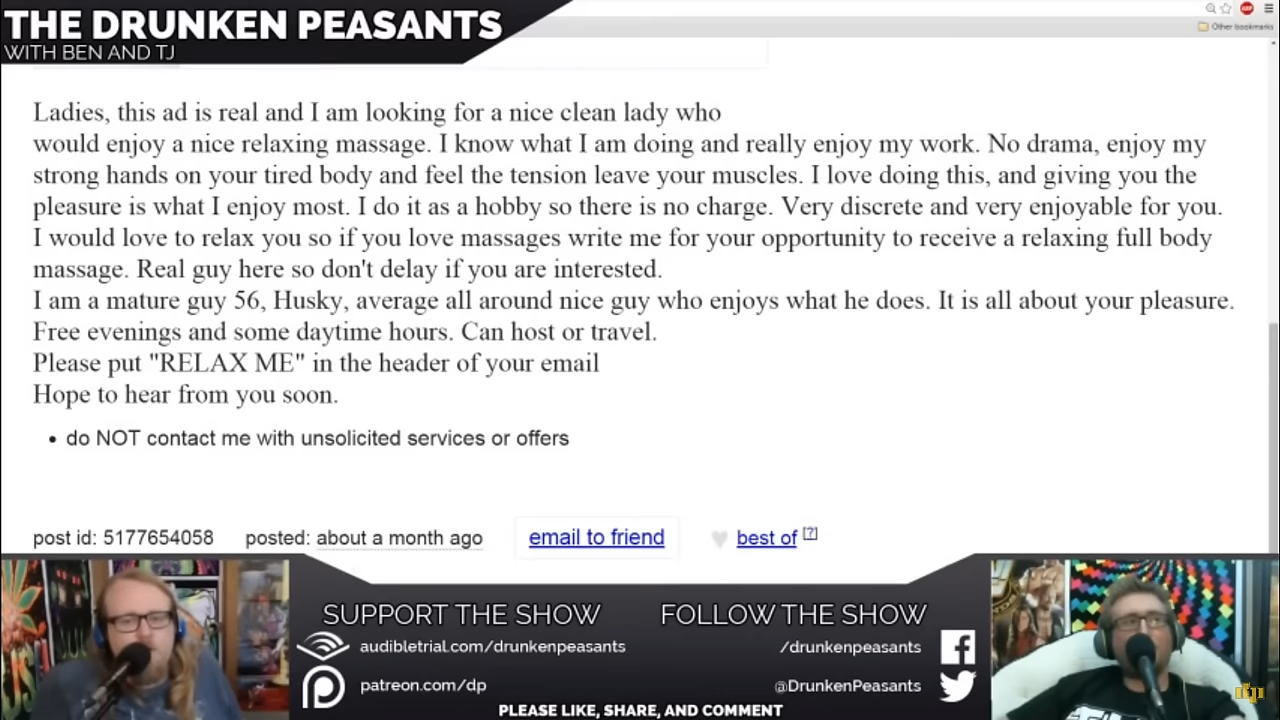 THE DRUNKEN PEASANTS
WITH BEN AND TJ
ABP
Other bookmarks
Ladies, this ad is real and I am looking for a nice clean lady who
would enjoy a nice relaxing massage. I know what I am doing and really enjoy my work. No drama, enjoy my
strong hands on your tired body and feel the tension leave your muscles. I love doing this, and giving you the
pleasure is what I enjoy most. I do it as a hobby so there is no charge. Very discrete and very enjoyable for you.
I would love to relax you so if you love massages write me for your opportunity to receive a relaxing full body
massage. Real guy here so don't delay if you are interested.
I am a mature guy 56, Husky, average all around nice guy who enjoys what he does. It is all about your pleasure.
Free evenings and some daytime hours. Can host or travel.
Please put "RELAX ME" in the header of your email
Hope to hear from you soon.
• do NOT contact me with unsolicited services or offers
post id: 5177654058 posted: about a month ago email to friend best of [?]
SUPPORT THE SHOW FOLLOW THE SHOW
audibletrial.com/drunkenpeasants /drunkenpeasants
patreon.com/dp @DrunkenPeasants
PLEASE LIKE, SHARE, AND COMMENT
dp